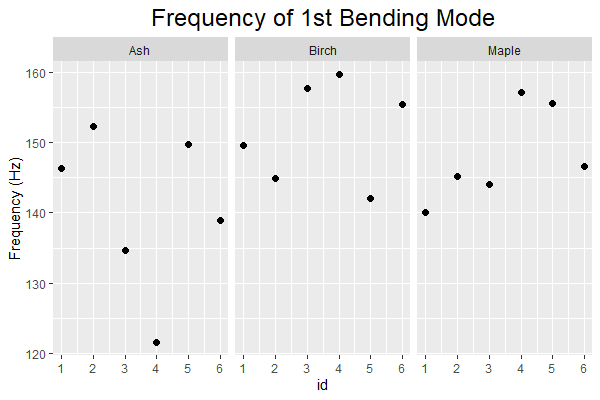 Frequency of 1st Bending Mode
Ash
Birch
Maple
Frequency (Hz)
160
150
140
130
120
1 2 3 4 5 6
1 2 3 4 5 6
1 2 3 4 5 6
id